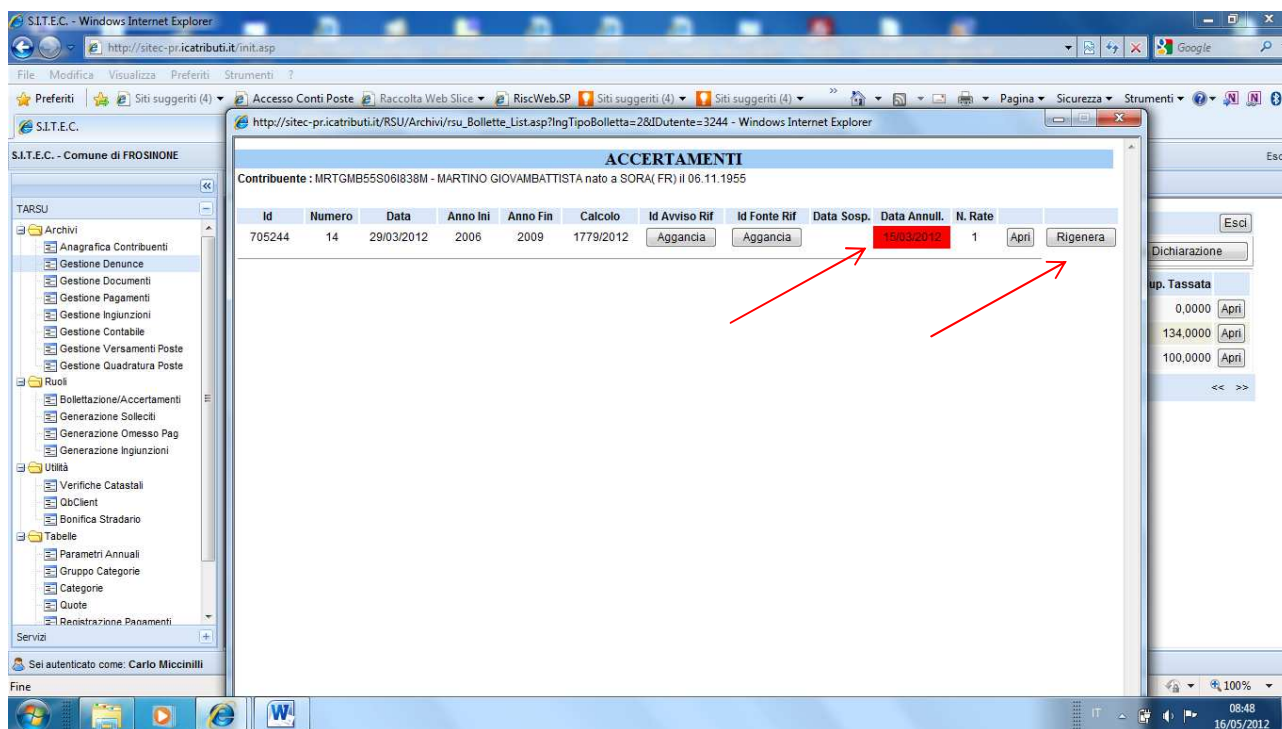 S.I.T.E.C. - Windows Internet Explorer
http://sitec-pr.icatributi.it/init.asp
Google
File Modifica Visualizza Preferiti Strumenti ?
Preferiti Siti suggeriti (4) Accesso Conti Poste Raccolta Web Slice RiscWeb.SP Siti suggeriti (4) Siti suggeriti (4) » Pagina Sicurezza Strumenti
S.I.T.E.C.
http://sitec-pr.icatributi.it/RSU/Archivi/rsu_Bollette_List.asp?lngTipoBolletta=2&IDutente=3244 - Windows Internet Explorer
S.I.T.E.C. - Comune di FROSINONE
Esc
ACCERTAMENTI
Contribuente : MRTGMB55S06I838M - MARTINO GIOVAMBATTISTA nato a SORA( FR) il 06.11.1955
Id Numero Data Anno Ini Anno Fin Calcolo Id Avviso Rif Id Fonte Rif Data Sosp. Data Annull. N. Rate
705244 14 29/03/2012 2006 2009 1779/2012 Aggancia Aggancia 15/03/2012 1 Apri Rigenera
TARSU
Archivi
Anagrafica Contribuenti
Gestione Denunce
Gestione Documenti
Gestione Pagamenti
Gestione Ingiunzioni
Gestione Contabile
Gestione Versamenti Poste
Gestione Quadratura Poste
Ruoli
Bollettazione/Accertamenti
Generazione Solleciti
Generazione Omesso Pag
Generazione Ingiunzioni
Utilità
Verifiche Catastali
QbClient
Bonifica Stradario
Tabelle
Parametri Annuali
Gruppo Categorie
Categorie
Quote
Registrazione Pagamenti
Servizi
Esci
Dichiarazione
up. Tassata
0,0000 Apri
134,0000 Apri
100,0000 Apri
<< >>
Sei autenticato come: Carlo Miccinilli
Fine
100%
IT
08:48
16/05/2012